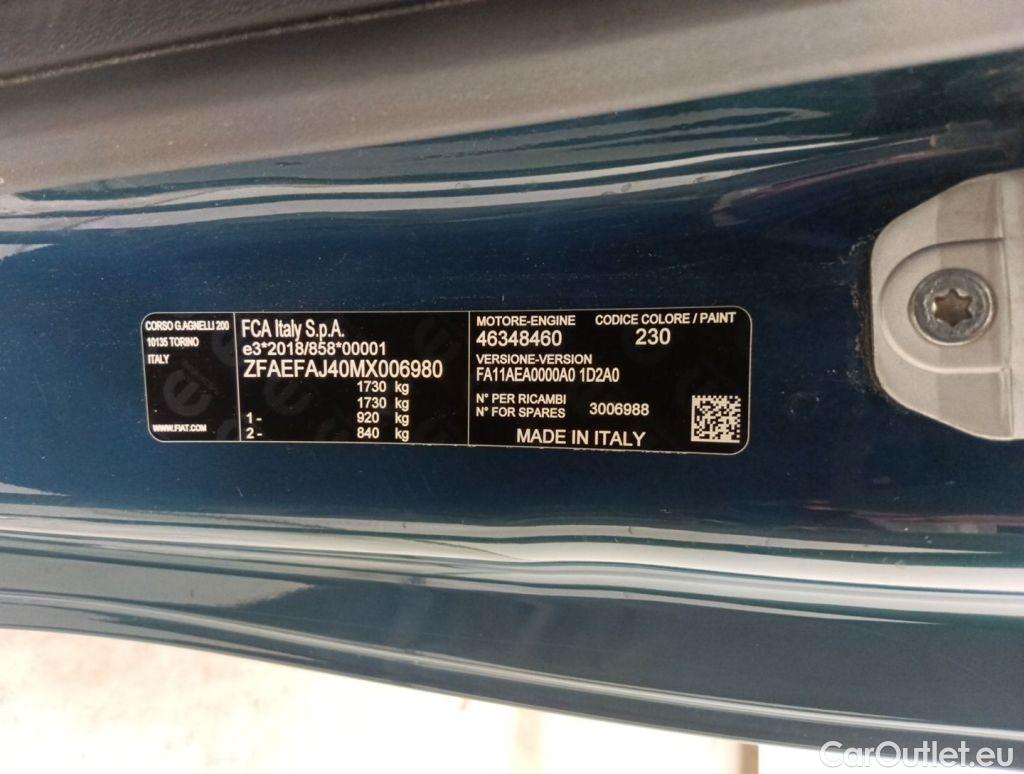 CORSO G.AGNELLI 200
10135 TORINO
ITALY
WWW.FIAT.COM
FCA Italy S.p.A.
e3*2018/858*00001
ZFAEFAJ40MX006980
1730 kg
1730 kg
1- 920 kg
2- 840 kg
MOTORE-ENGINE CODICE COLORE / PAINT
46348460 230
VERSIONE-VERSION
FA11AEA0000A0 1D2A0
N° PER RICAMBI
N° FOR SPARES 3006988
MADE IN ITALY
CarOutlet.eu